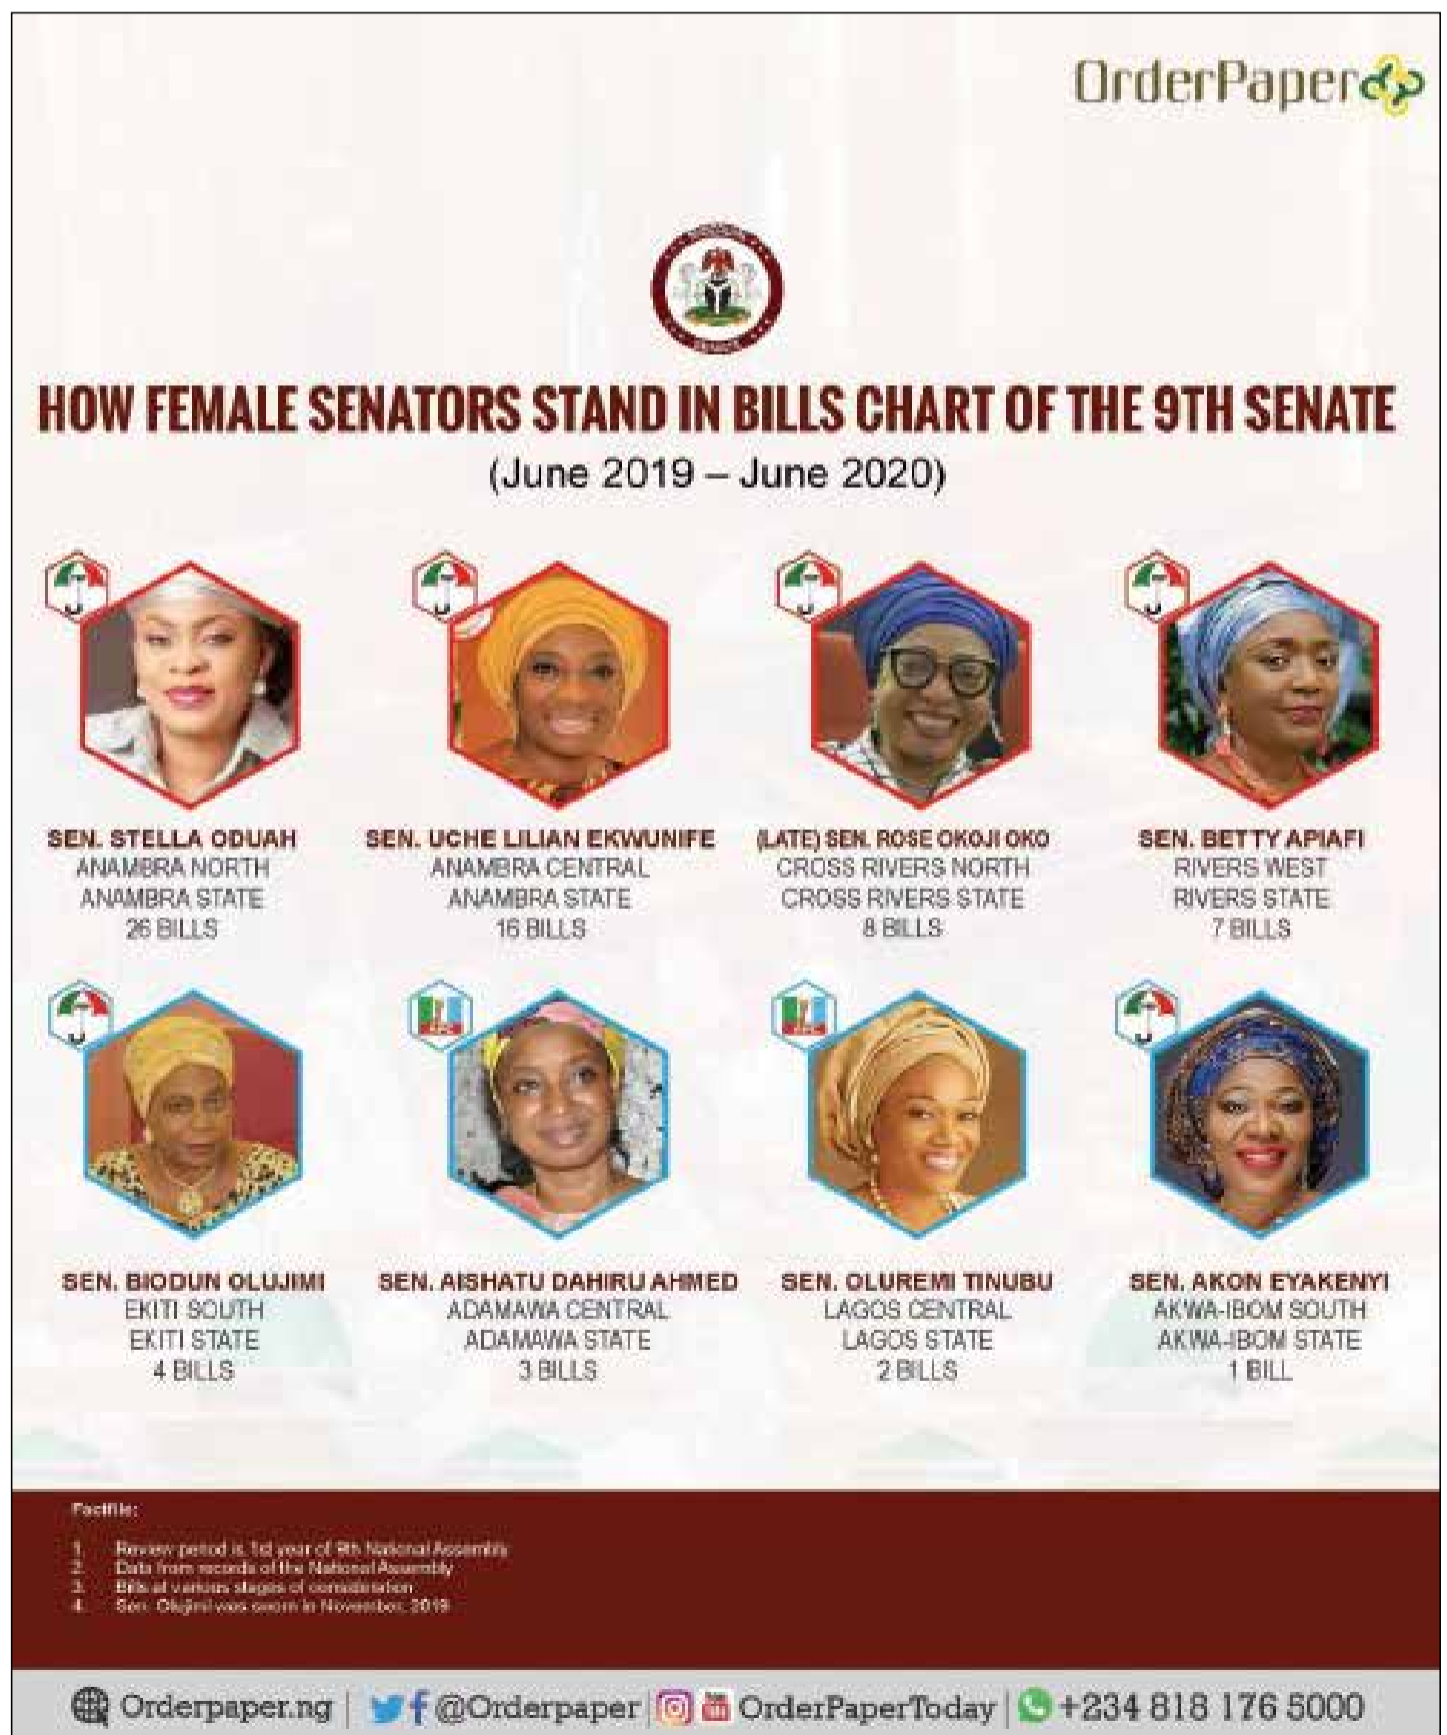 OrderPaper
SENATE
HOW FEMALE SENATORS STAND IN BILLS CHART OF THE 9TH SENATE
(June 2019 – June 2020)
SEN. STELLA ODUAH
ANAMBRA NORTH
ANAMBRA STATE
26 BILLS
SEN. UCHE LILIAN EKWUNIFE
ANAMBRA CENTRAL
ANAMBRA STATE
16 BILLS
(LATE) SEN. ROSE OKOJI OKO
CROSS RIVERS NORTH
CROSS RIVERS STATE
8 BILLS
SEN. BETTY APIAFI
RIVERS WEST
RIVERS STATE
7 BILLS
SEN. BIODUN OLUJIMI
EKITI SOUTH
EKITI STATE
4 BILLS
APC
SEN. AISHATU DAHIRU AHMED
ADAMAWA CENTRAL
ADAMAWA STATE
3 BILLS
APC
SEN. OLUREMI TINUBU
LAGOS CENTRAL
LAGOS STATE
2 BILLS
SEN. AKON EYAKENYI
AKWA-IBOM SOUTH
AKWA-IBOM STATE
1 BILL
Factfile:
1. Review period is 1st year of 9th National Assembly
2. Data from records of the National Assembly
3. Bills at various stages of consideration
4. Sen. Olujimi was sworn in November, 2019
Orderpaper.ng | @Orderpaper | OrderPaperToday | +234 818 176 5000